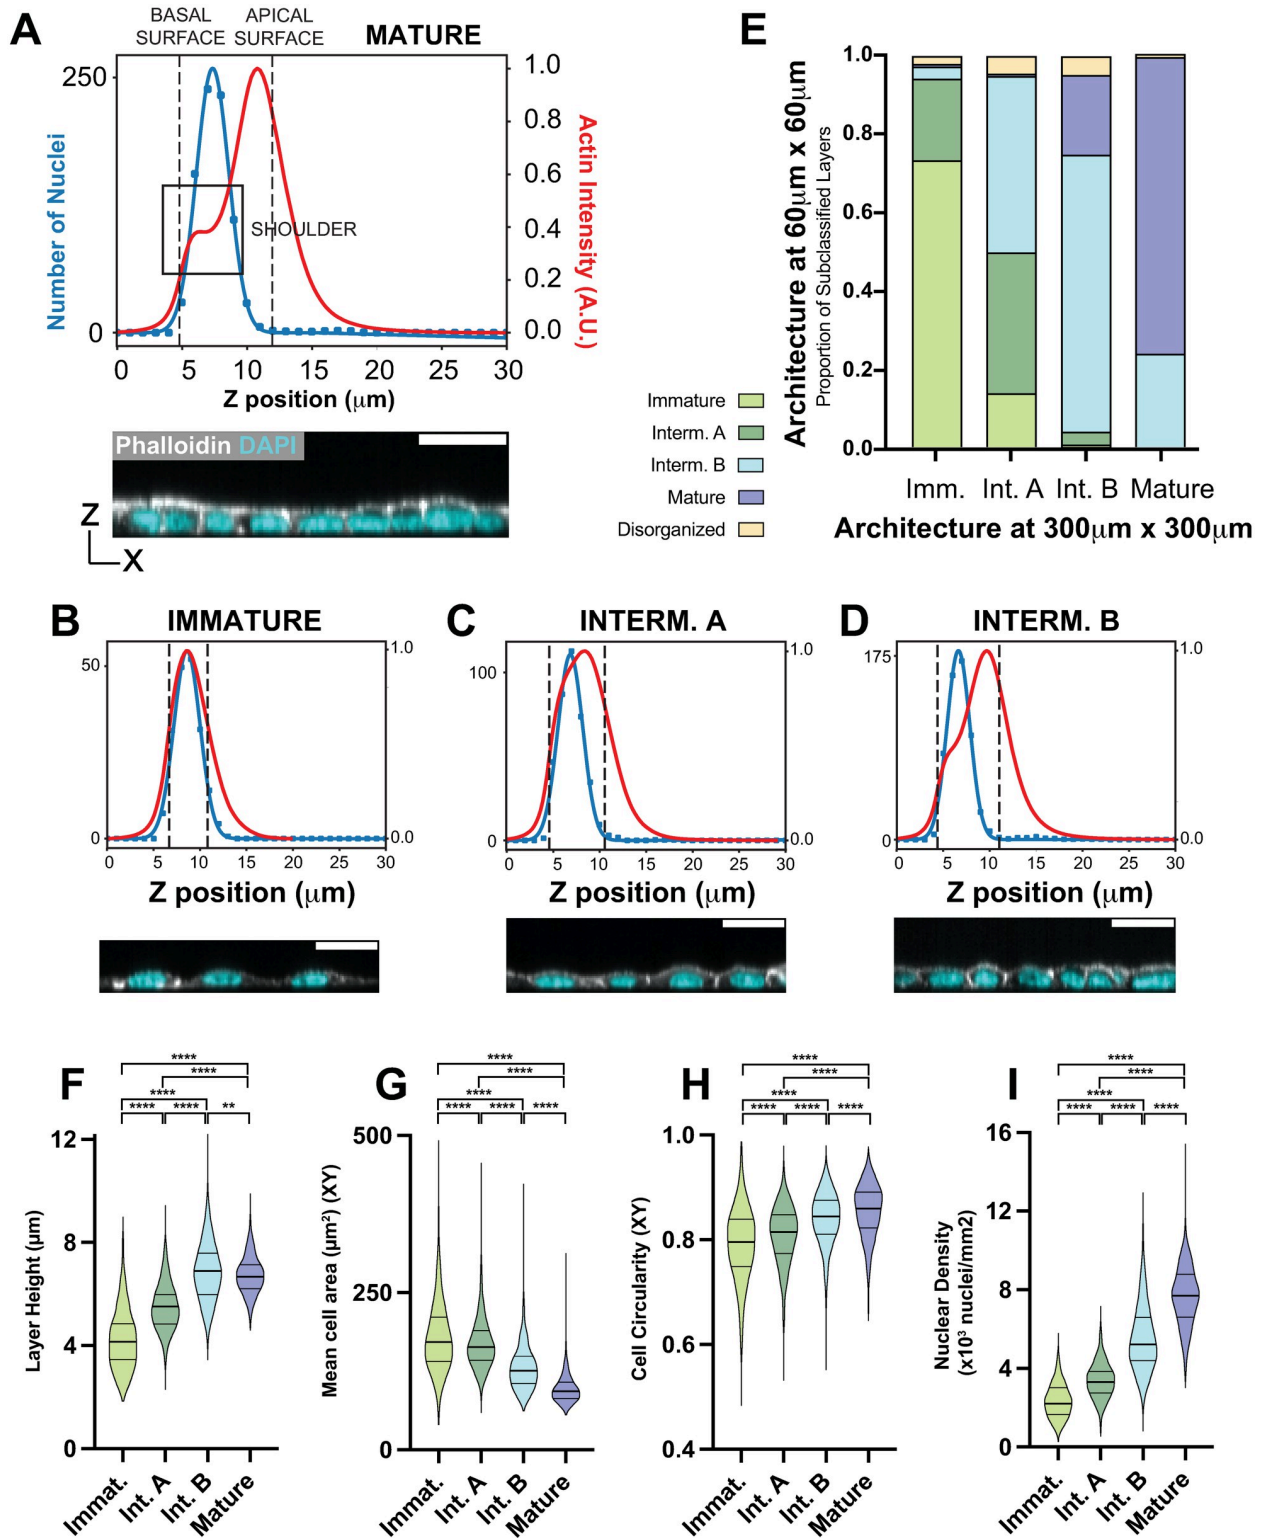 A
BASAL SURFACE
APICAL SURFACE
MATURE
250
0
Number of Nuclei
1.0
0.8
0.6
0.4
0.2
0.0
Actin Intensity (A.U.)
SHOULDER
0 5 10 15 20 25 30
Z position (µm)
Phalloidin DAPI
Z
X
Immature
Interm. A
Interm. B
Mature
Disorganized
E
Architecture at 60µm x 60µm
Proportion of Subclassified Layers
1.0
0.8
0.6
0.4
0.2
0.0
Imm. Int. A Int. B Mature
Architecture at 300µm x 300µm
B
IMMATURE
50
0
1.0
0.0
0 5 10 15 20 25 30
Z position (µm)
C
INTERM. A
100
0
1.0
0.0
0 5 10 15 20 25 30
Z position (µm)
D
INTERM. B
175
0
1.0
0.0
0 5 10 15 20 25 30
Z position (µm)
F
****
****
****
**** **** **
Layer Height (µm)
12
8
4
0
Immat. Int. A Int. B Mature
G
****
****
****
**** **** ****
Mean cell area (µm²) (XY)
500
250
0
Immat. Int. A Int. B Mature
H
****
****
****
**** **** ****
Cell Circularity (XY)
1.0
0.8
0.6
0.4
Immat. Int. A Int. B Mature
I
****
****
****
**** **** ****
Nuclear Density
(x10³ nuclei/mm2)
16
12
8
4
0
Immat. Int. A Int. B Mature